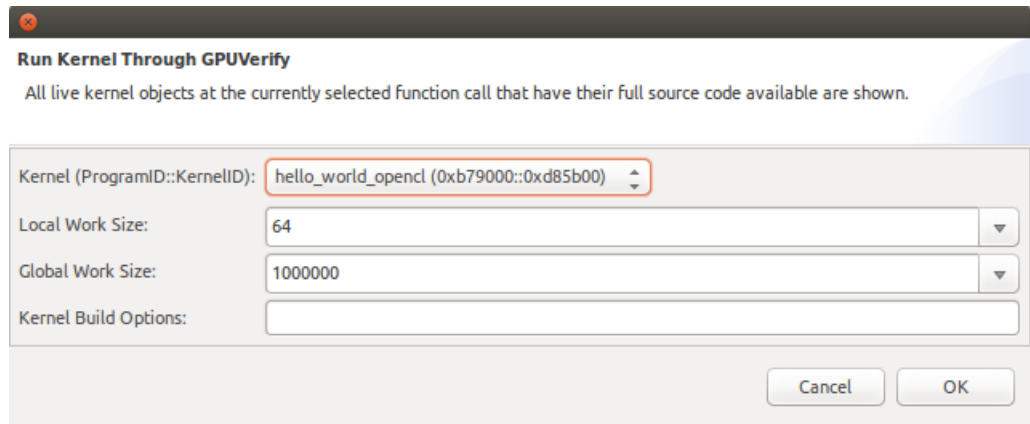 Run Kernel Through GPUVerify
All live kernel objects at the currently selected function call that have their full source code available are shown.
Kernel (ProgramID::KernelID): hello_world_opencl (0xb79000::0xd85b00)
Local Work Size: 64
Global Work Size: 1000000
Kernel Build Options:
Cancel OK